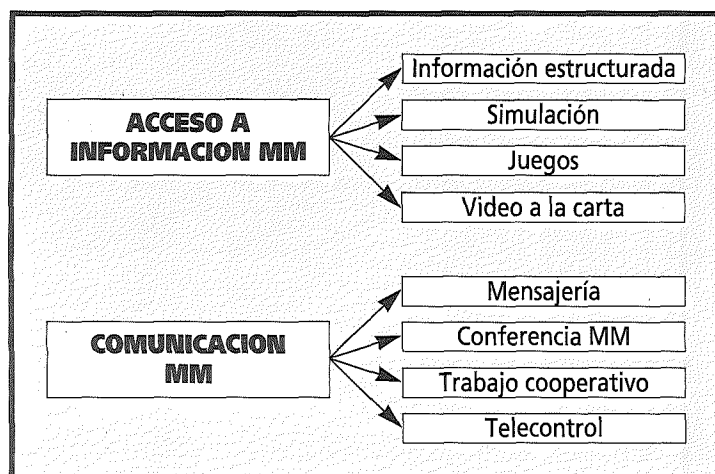 ACCESO A
INFORMACION MM
Información estructurada
Simulación
Juegos
Video a la carta
COMUNICACION
MM
Mensajería
Conferencia MM
Trabajo cooperativo
Telecontrol